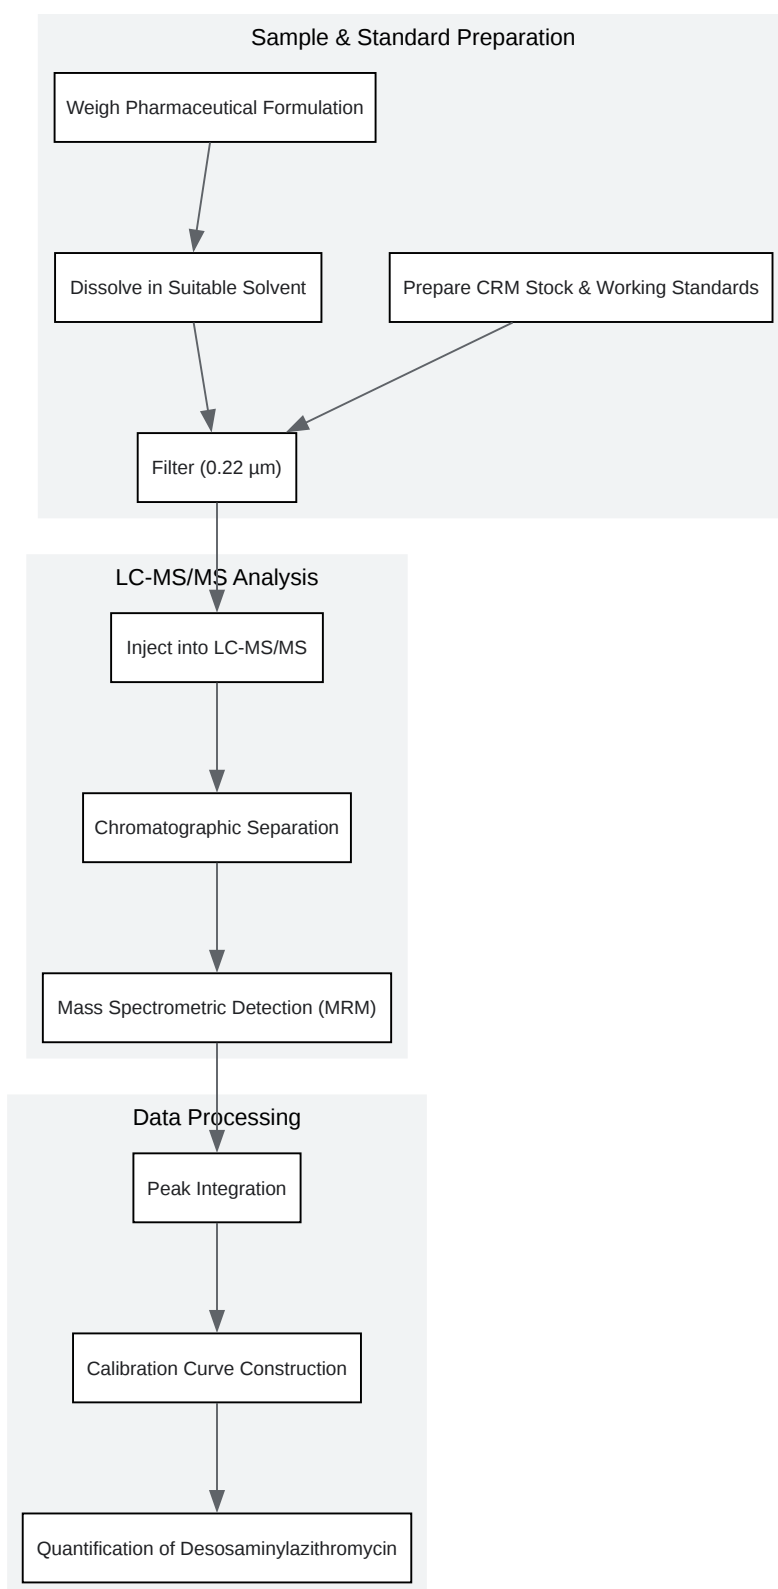 Sample & Standard Preparation
Weigh Pharmaceutical Formulation
Dissolve in Suitable Solvent
Prepare CRM Stock & Working Standards
Filter (0.22 µm)
LC-MS/MS Analysis
Inject into LC-MS/MS
Chromatographic Separation
Mass Spectrometric Detection (MRM)
Data Processing
Peak Integration
Calibration Curve Construction
Quantification of Desosaminylazithromycin